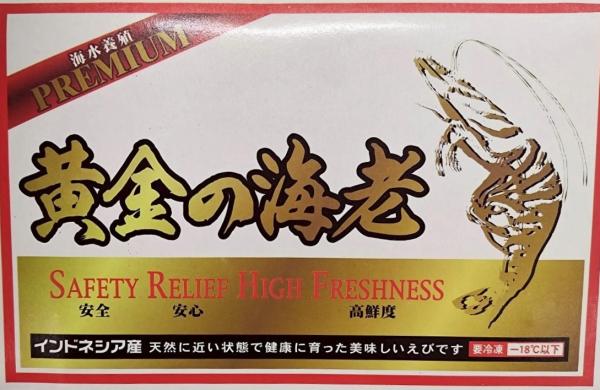 海水養殖
PREMIUM
黄金の海老
SAFETY RELIEF HIGH FRESHNESS
安全 安心 高鮮度
インドネシア産 天然に近い状態で健康に育った美味しいえびです 要冷凍 -18℃以下